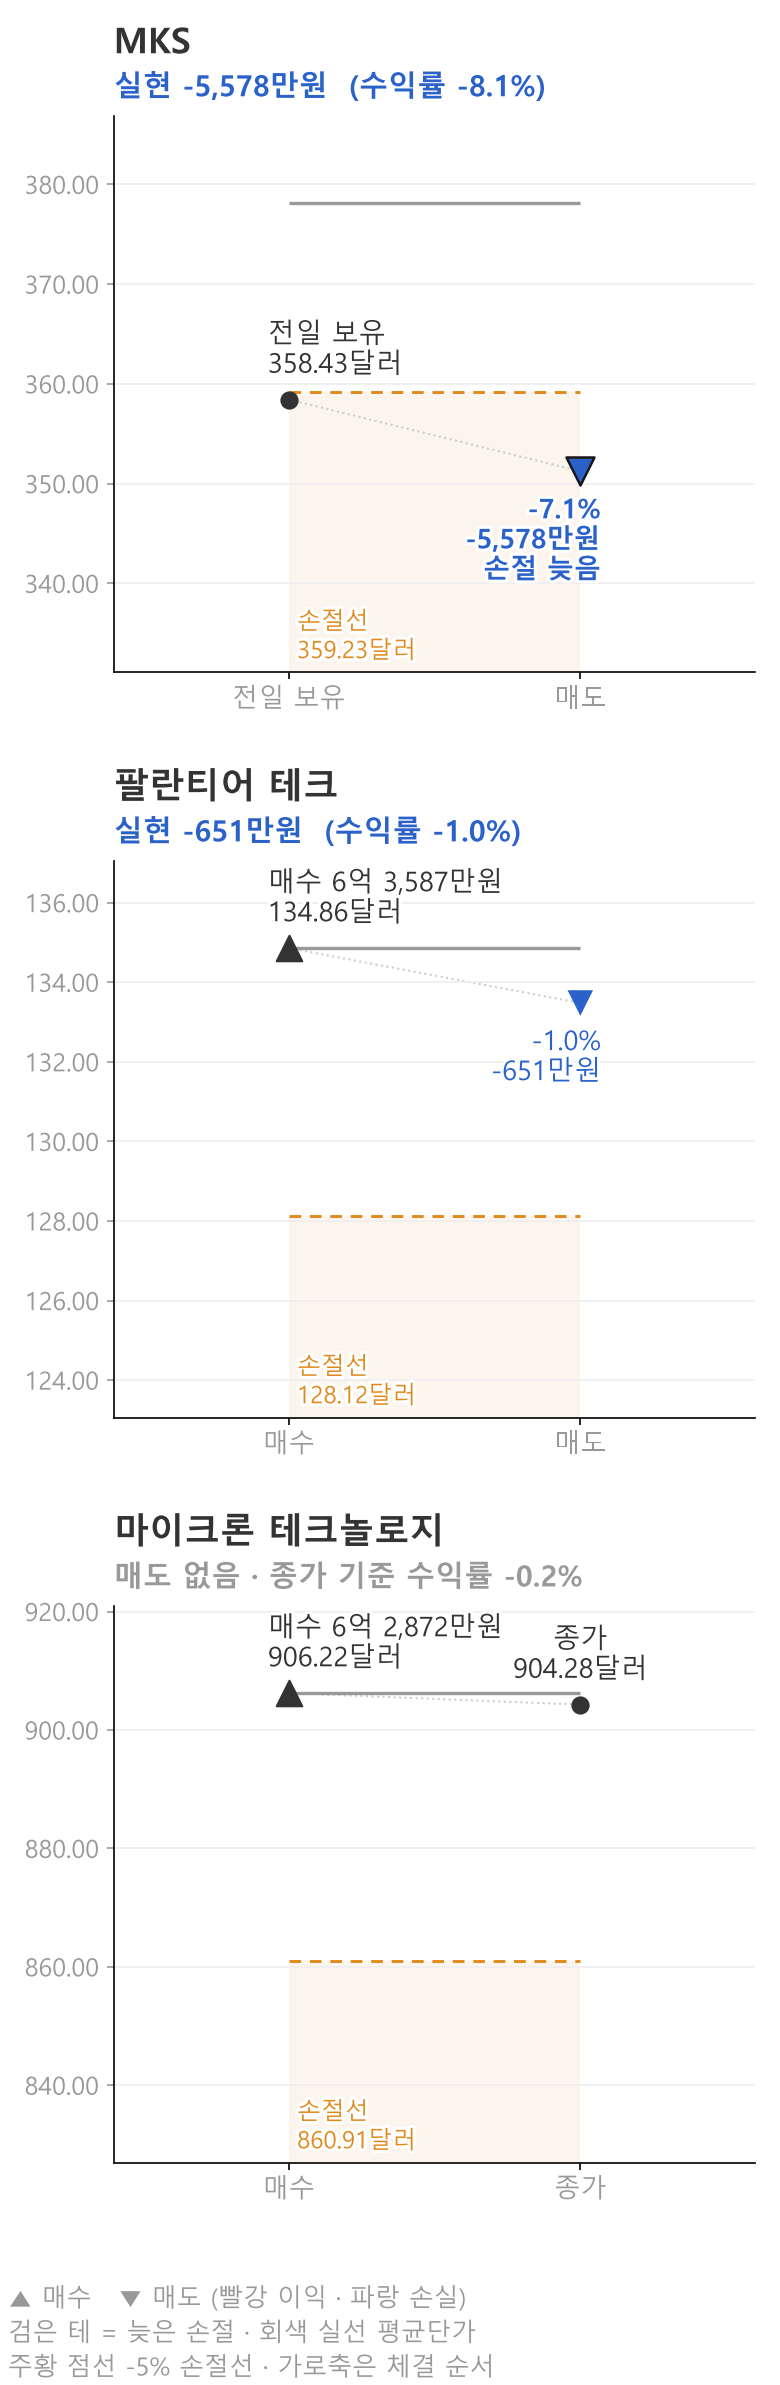 MKS
실현 -5,578만원 (수익률 -8.1%)
380.00
370.00
전일 보유
358.43달러
360.00
350.00
-7.1%
-5,578만원
손절 늦음
340.00
손절선
359.23달러
전일 보유 매도
팔란티어 테크
실현 -651만원 (수익률 -1.0%)
매수 6억 3,587만원
136.00
134.86달러
134.00
-1.0%
132.00
-651만원
130.00
128.00
126.00
손절선
124.00
128.12달러
매수 매도
마이크론 테크놀로지
매도 없음 · 종가 기준 수익률 -0.2%
920.00
매수 6억 2,872만원
906.22달러
종가
904.28달러
900.00
880.00
860.00
840.00
손절선
860.91달러
매수 종가
▲ 매수 ▼ 매도 (빨강 이익 · 파랑 손실)
검은 테 = 늦은 손절 · 회색 실선 평균단가
주황 점선 -5% 손절선 · 가로축은 체결 순서